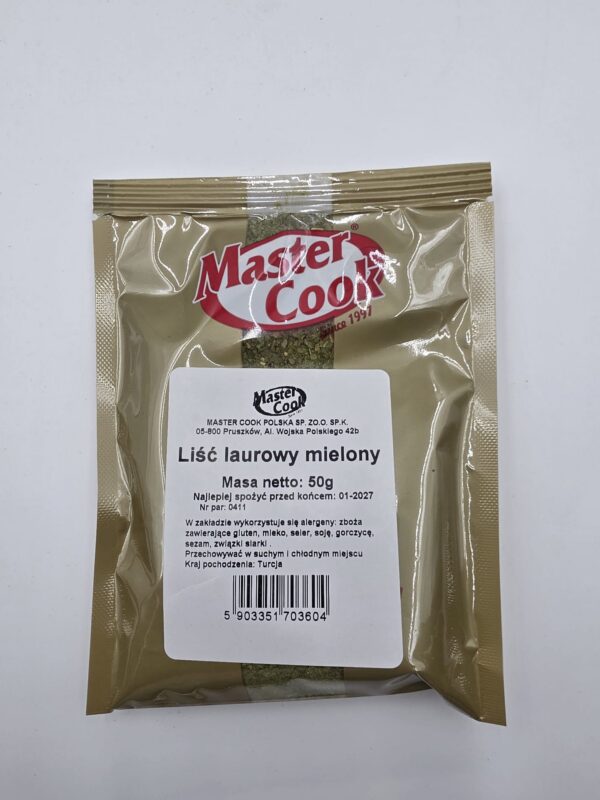 Master
Cook®
Since 1997
Master
Cook
MASTER COOK POLSKA SP. ZO.O. SP.K.
05-800 Pruszków, Al. Wojska Polskiego 42b
Liść laurowy mielony
Masa netto: 50g
Najlepiej spożyć przed końcem: 01-2027
Nr par: 0411
W zakładzie wykorzystuje się alergeny: zboża
zawierające gluten, mleko, seler, soję, gorczycę,
sezam, związki siarki .
Przechowywać w suchym i chłodnym miejscu
Kraj pochodzenia: Turcja
5 903351 703604